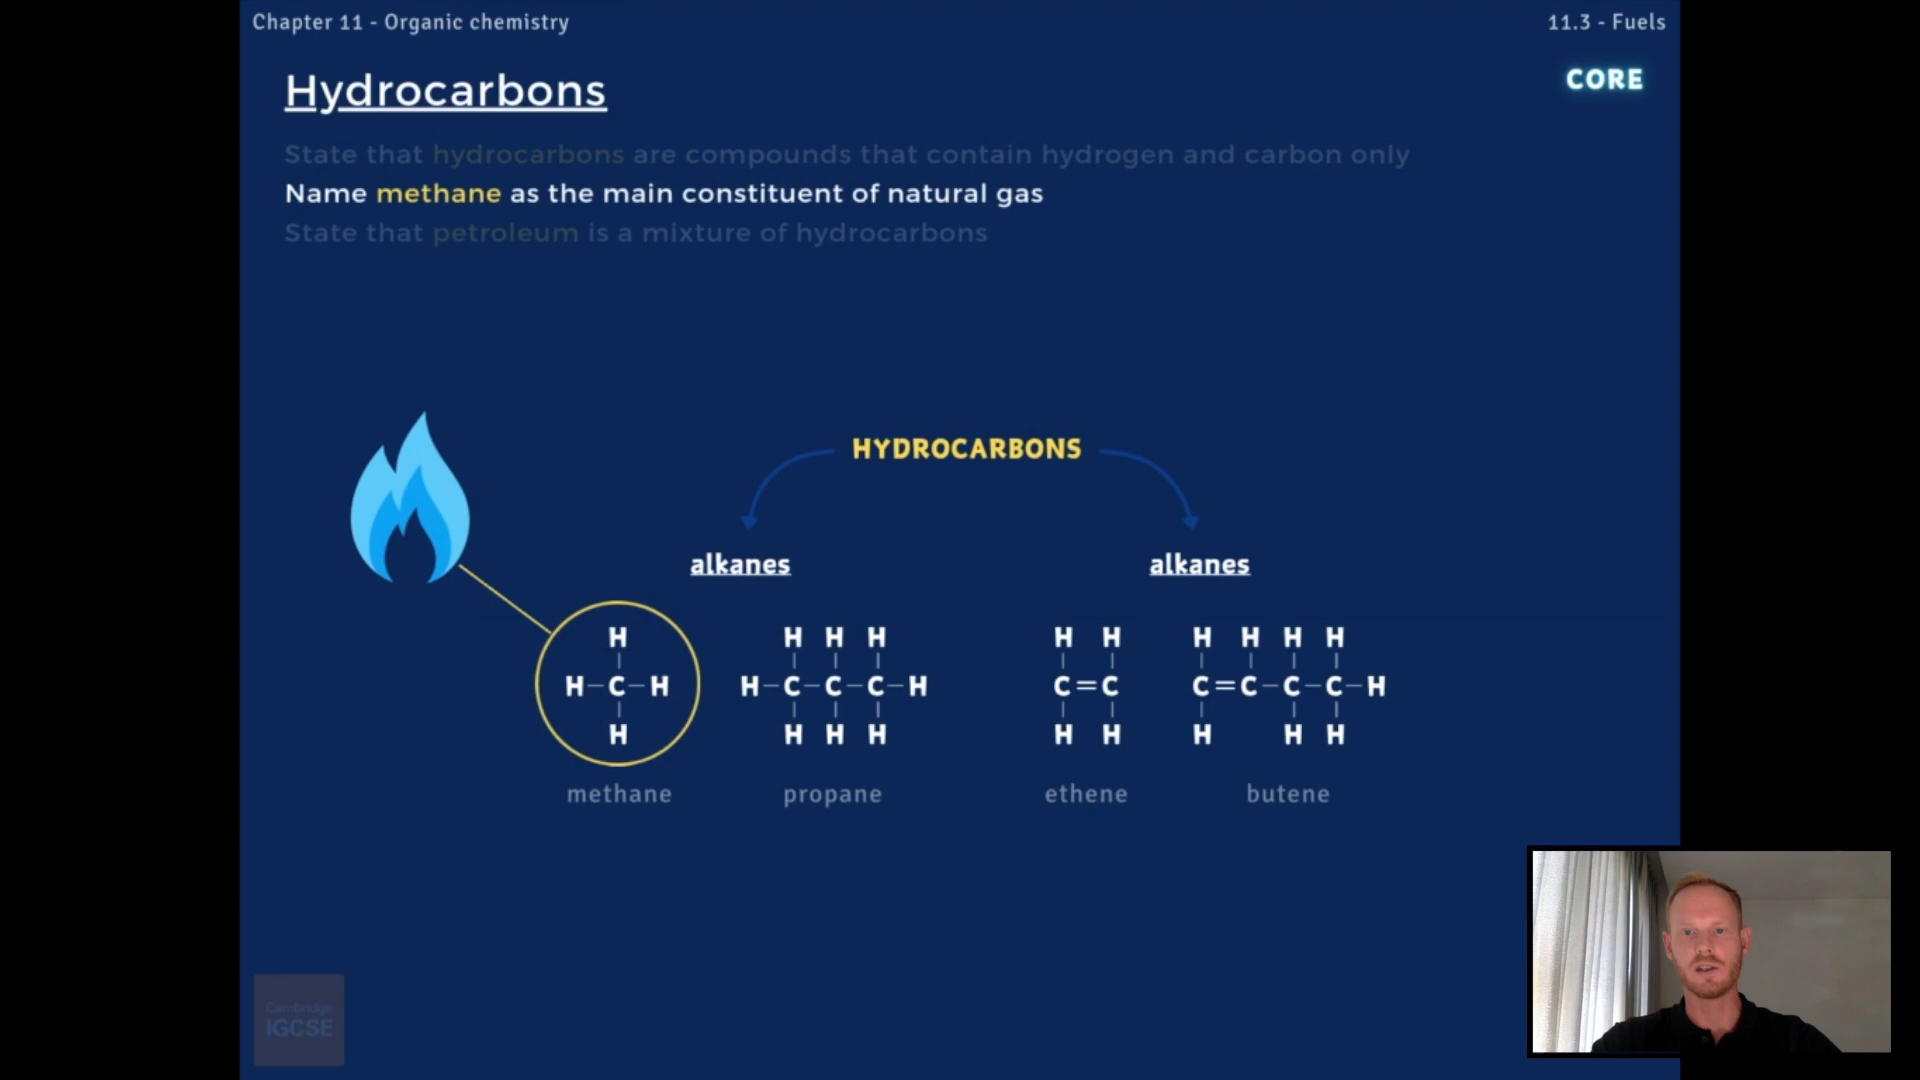 Chapter 11 - Organic chemistry
11.3 - Fuels
CORE
Hydrocarbons
State that hydrocarbons are compounds that contain hydrogen and carbon only
Name methane as the main constituent of natural gas
State that petroleum is a mixture of hydrocarbons
HYDROCARBONS
alkanes alkanes
H H H H H H H H H H
H-C-H H-C-C-C-H C=C C=C-C-C-H
H H H H H H H H H
methane propane ethene butene
Cambridge
IGCSE